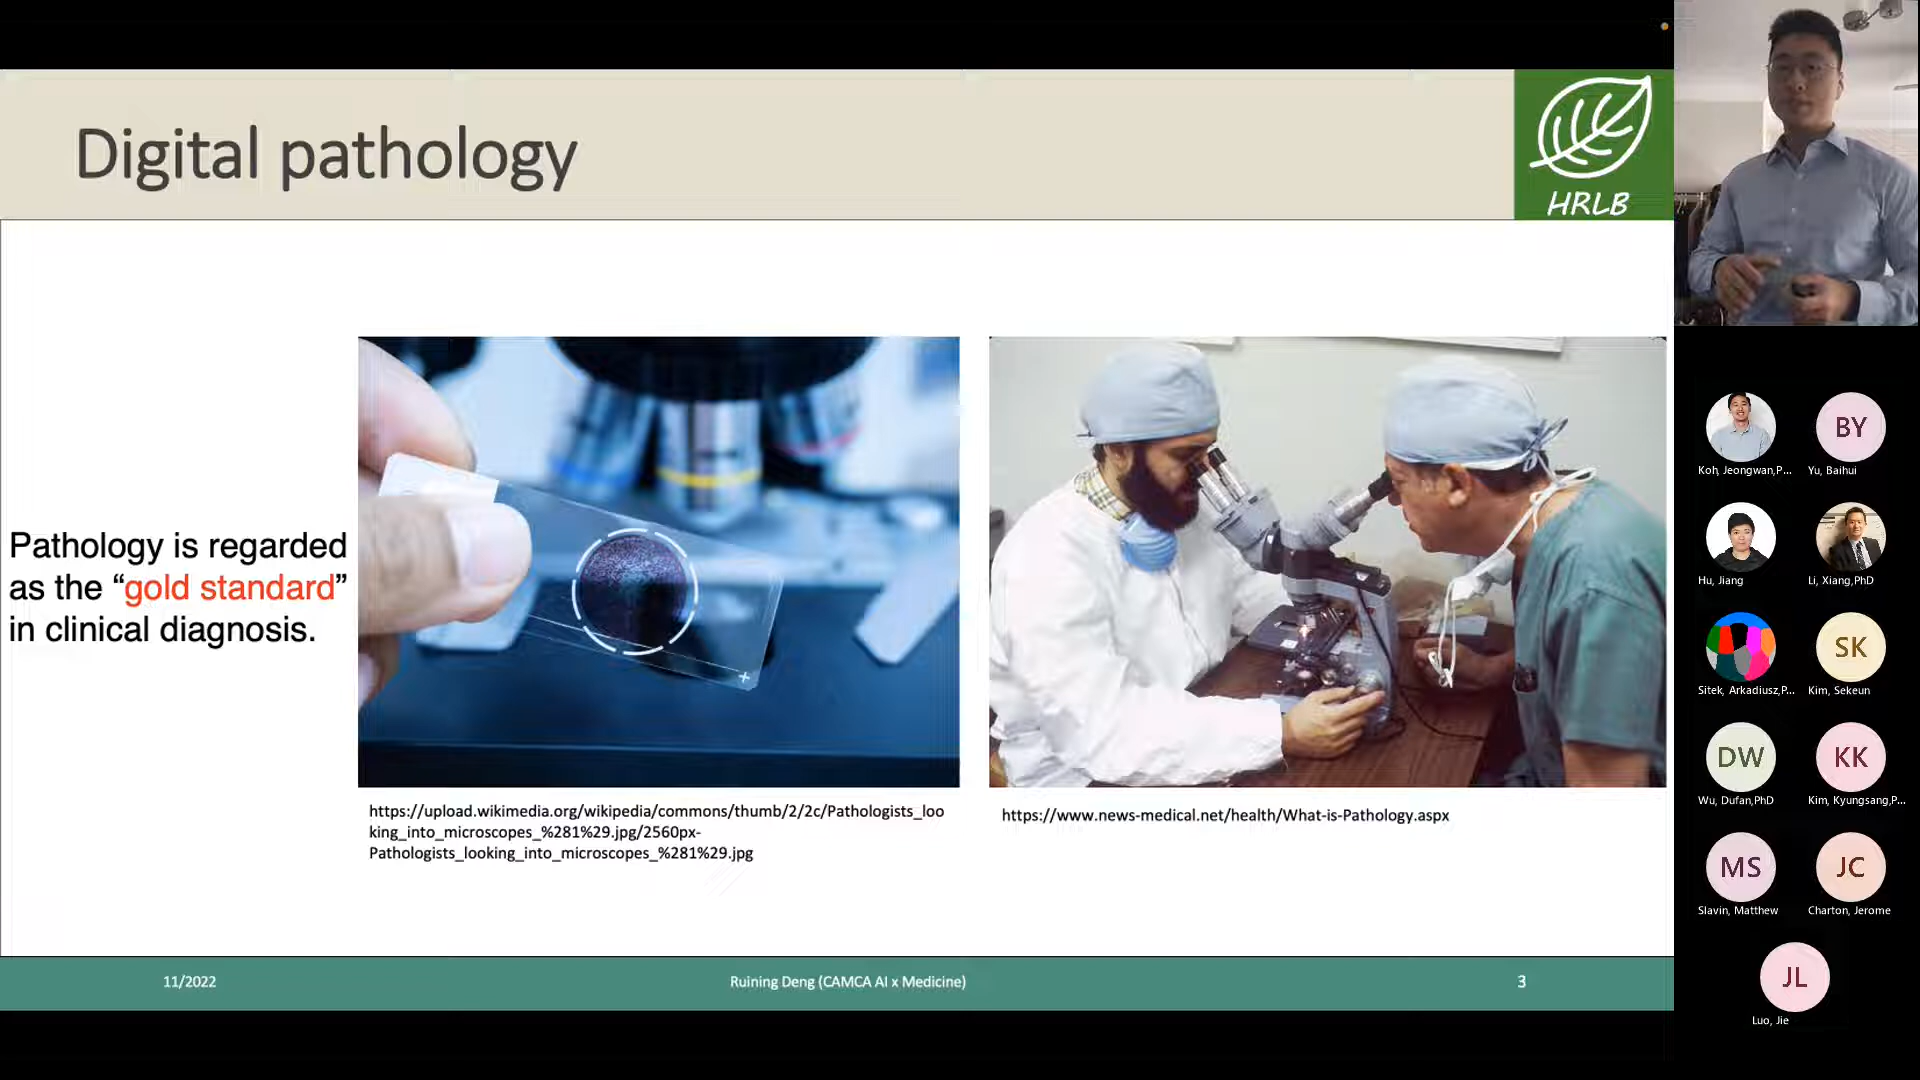 Digital pathology
HRLB
Pathology is regarded
as the “gold standard”
in clinical diagnosis.
https://upload.wikimedia.org/wikipedia/commons/thumb/2/2c/Pathologists_loo
king_into_microscopes_%281%29.jpg/2560px-
Pathologists_looking_into_microscopes_%281%29.jpg
https://www.news-medical.net/health/What-is-Pathology.aspx
11/2022
Ruining Deng (CAMCA AI x Medicine)
3
Koh, Jeongwan,P...
BY
Yu, Baihui
Hu, Jiang
Li, Xiang,PhD
Sitek, Arkadiusz,P...
SK
Kim, Sekeun
DW
Wu, Dufan,PhD
KK
Kim, Kyungsang,P...
MS
Slavin, Matthew
JC
Charton, Jerome
JL
Luo, Jie